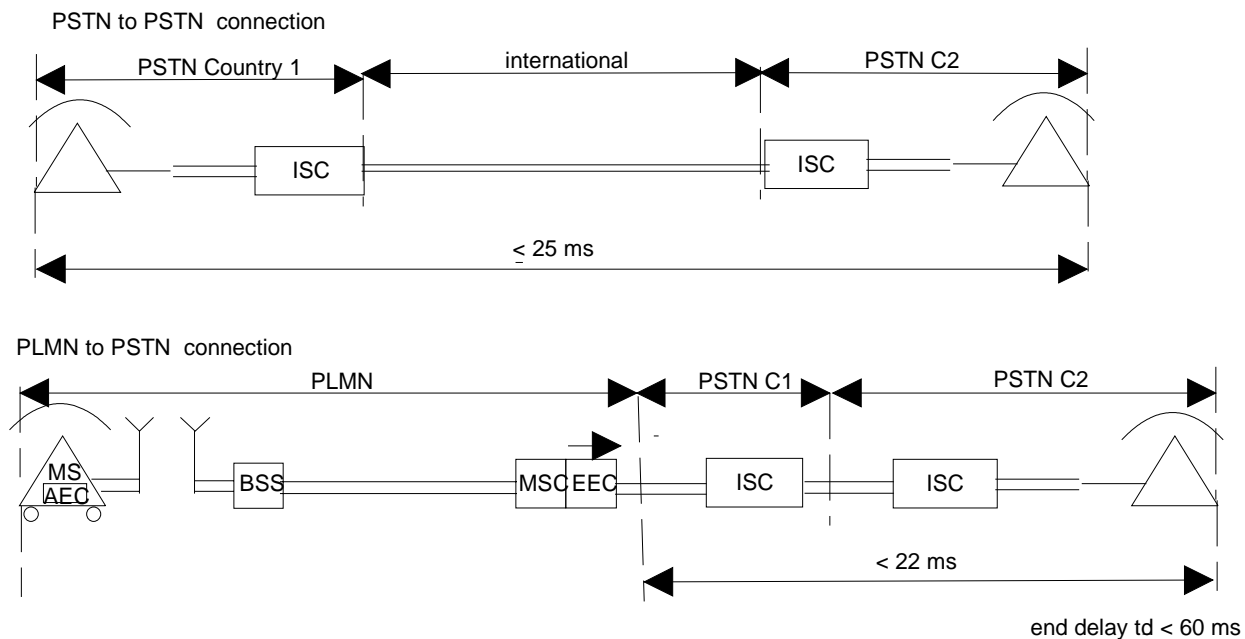 PSTN to PSTN connection
PSTN Country 1
international
PSTN C2
ISC
ISC
≤ 25 ms
PLMN to PSTN connection
PLMN
PSTN C1
PSTN C2
MS
AEC
BSS
MSC
EEC
ISC
ISC
< 22 ms
end delay td < 60 ms